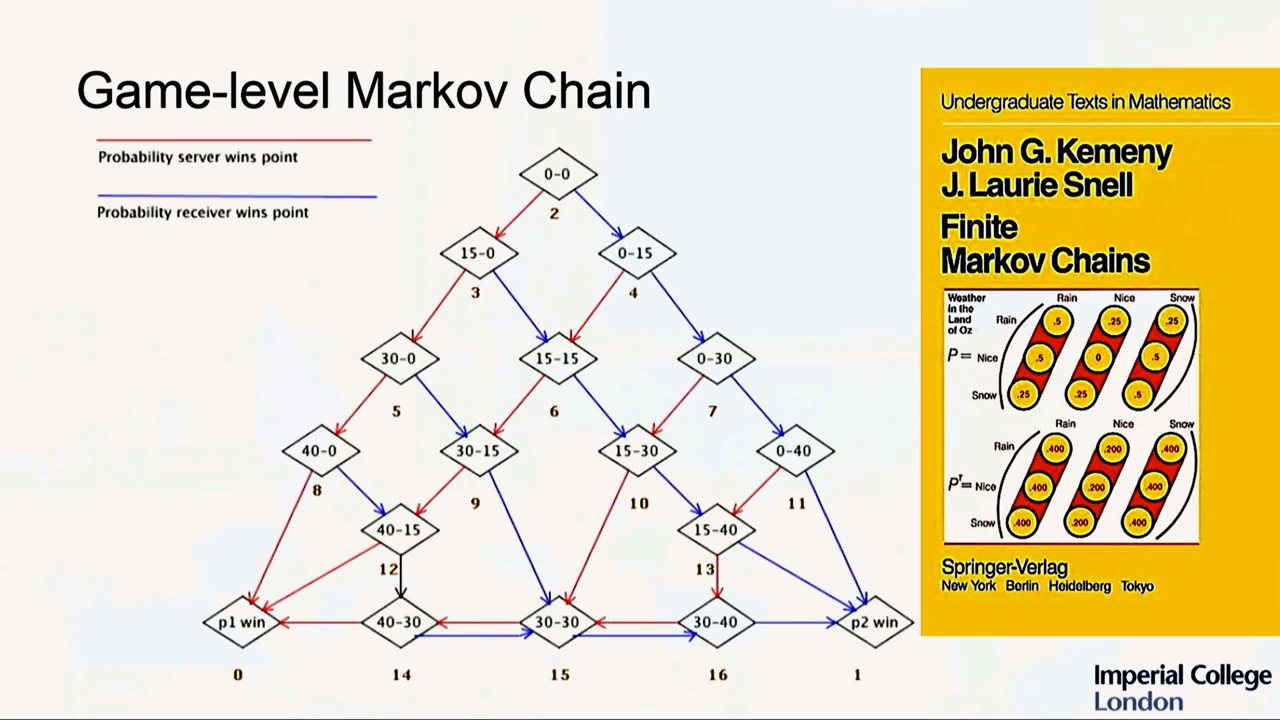 Game-level Markov Chain
Probability server wins point
Probability receiver wins point
0-0
2
15-0
0-15
3
4
30-0
15-15
0-30
5
6
7
40-0
30-15
15-30
0-40
8
9
10
11
40-15
15-40
12
13
p1 win
40-30
30-30
30-40
p2 win
0
14
15
16
1
Undergraduate Texts in Mathematics
John G. Kemeny
J. Laurie Snell
Finite
Markov Chains
Weather
in the
Land
of Oz
Rain Nice Snow
Rain .5 .25 .25
P = Nice .5 0 .5
Snow .25 .25 .5
Rain Nice Snow
Rain .400 .200 .400
Pᵀ= Nice .400 .200 .400
Snow .400 .200 .400
Springer-Verlag
New York Berlin Heidelberg Tokyo
Imperial College
London